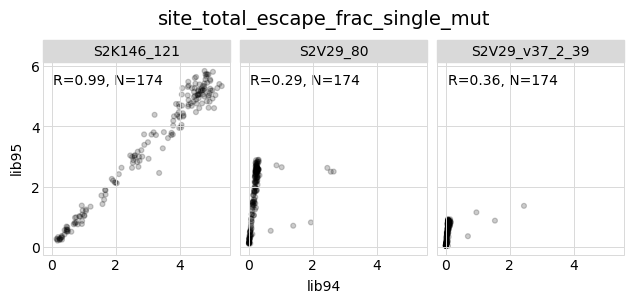 site_total_escape_frac_single_mut
S2K146_121 S2V29_80 S2V29_v37_2_39
R=0.99, N=174 R=0.29, N=174 R=0.36, N=174
6
4
2
0
lib95
0 2 4 0 2 4 0 2 4
lib94